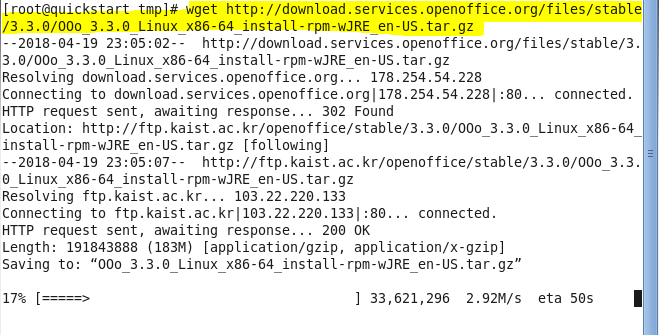 [root@quickstart tmp]# wget http://download.services.openoffice.org/files/stable
/3.3.0/OOo_3.3.0_Linux_x86-64_install-rpm-wJRE_en-US.tar.gz
--2018-04-19 23:05:02--  http://download.services.openoffice.org/files/stable/3.
3.0/OOo_3.3.0_Linux_x86-64_install-rpm-wJRE_en-US.tar.gz
Resolving download.services.openoffice.org... 178.254.54.228
Connecting to download.services.openoffice.org|178.254.54.228|:80... connected.
HTTP request sent, awaiting response... 302 Found
Location: http://ftp.kaist.ac.kr/openoffice/stable/3.3.0/OOo_3.3.0_Linux_x86-64_
install-rpm-wJRE_en-US.tar.gz [following]
--2018-04-19 23:05:07--  http://ftp.kaist.ac.kr/openoffice/stable/3.3.0/OOo_3.3.
0_Linux_x86-64_install-rpm-wJRE_en-US.tar.gz
Resolving ftp.kaist.ac.kr... 103.22.220.133
Connecting to ftp.kaist.ac.kr|103.22.220.133|:80... connected.
HTTP request sent, awaiting response... 200 OK
Length: 191843888 (183M) [application/gzip, application/x-gzip]
Saving to: “OOo_3.3.0_Linux_x86-64_install-rpm-wJRE_en-US.tar.gz”
17% [=====>                                ] 33,621,296  2.92M/s  eta 50s